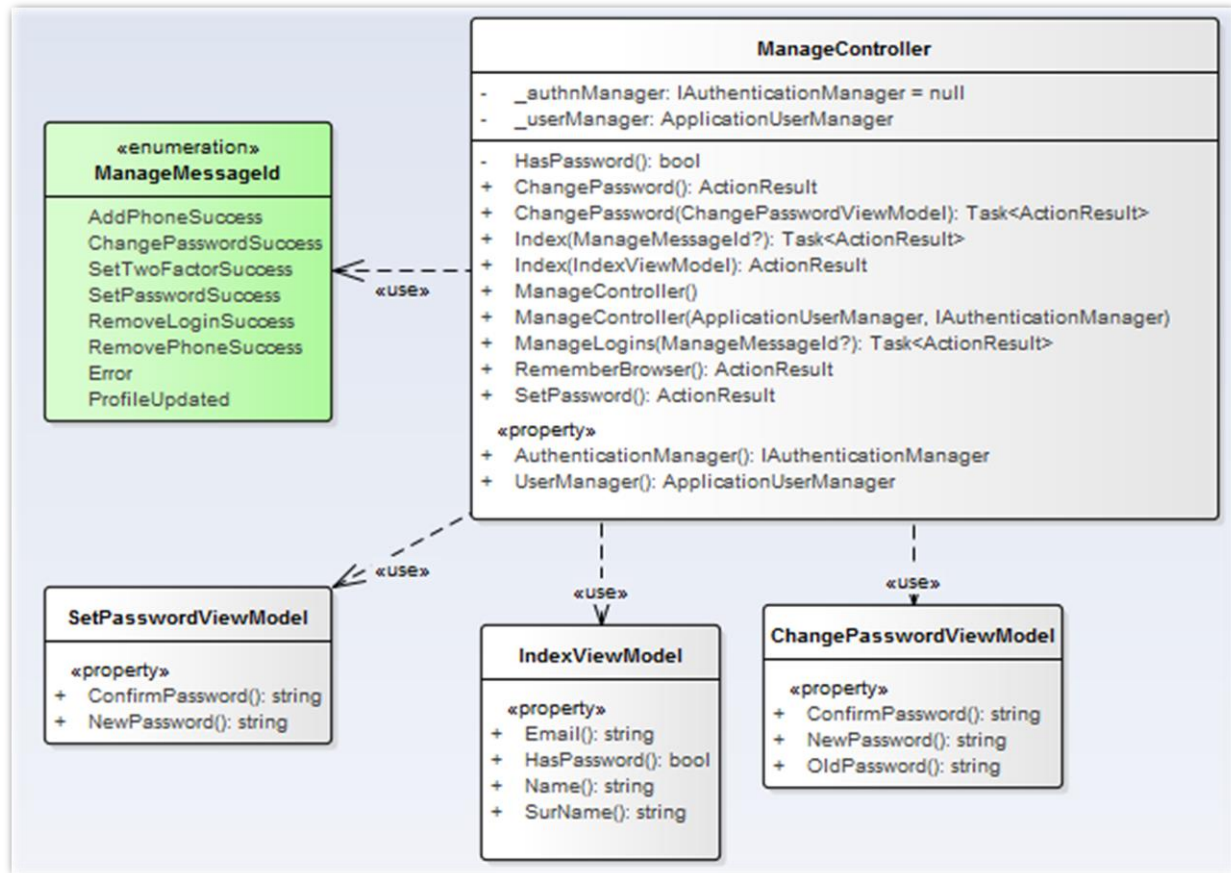 ManageController
- _authnManager: IAuthenticationManager = null
- _userManager: ApplicationUserManager
- HasPassword(): bool
+ ChangePassword(): ActionResult
+ ChangePassword(ChangePasswordViewModel): Task<ActionResult>
+ Index(ManageMessageId?): Task<ActionResult>
+ Index(IndexViewModel): ActionResult
+ ManageController()
+ ManageController(ApplicationUserManager, IAuthenticationManager)
+ ManageLogins(ManageMessageId?): Task<ActionResult>
+ RememberBrowser(): ActionResult
+ SetPassword(): ActionResult
«property»
+ AuthenticationManager(): IAuthenticationManager
+ UserManager(): ApplicationUserManager
«enumeration»
ManageMessageId
AddPhoneSuccess
ChangePasswordSuccess
SetTwoFactorSuccess
SetPasswordSuccess
RemoveLoginSuccess
RemovePhoneSuccess
Error
ProfileUpdated
«use»
«use»
«use»
«use»
SetPasswordViewModel
«property»
+ ConfirmPassword(): string
+ NewPassword(): string
IndexViewModel
«property»
+ Email(): string
+ HasPassword(): bool
+ Name(): string
+ SurName(): string
ChangePasswordViewModel
«property»
+ ConfirmPassword(): string
+ NewPassword(): string
+ OldPassword(): string